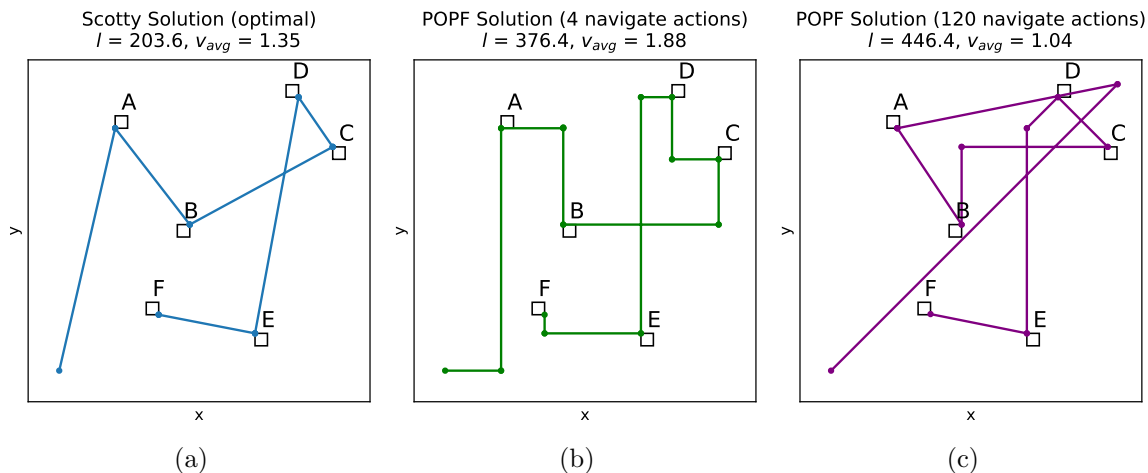 Scotty Solution (optimal)
l = 203.6, v_avg = 1.35
D
A
C
B
F
E
y
x
(a)
POPF Solution (4 navigate actions)
l = 376.4, v_avg = 1.88
D
A
C
B
F
E
y
x
(b)
POPF Solution (120 navigate actions)
l = 446.4, v_avg = 1.04
D
A
C
B
F
E
y
x
(c)